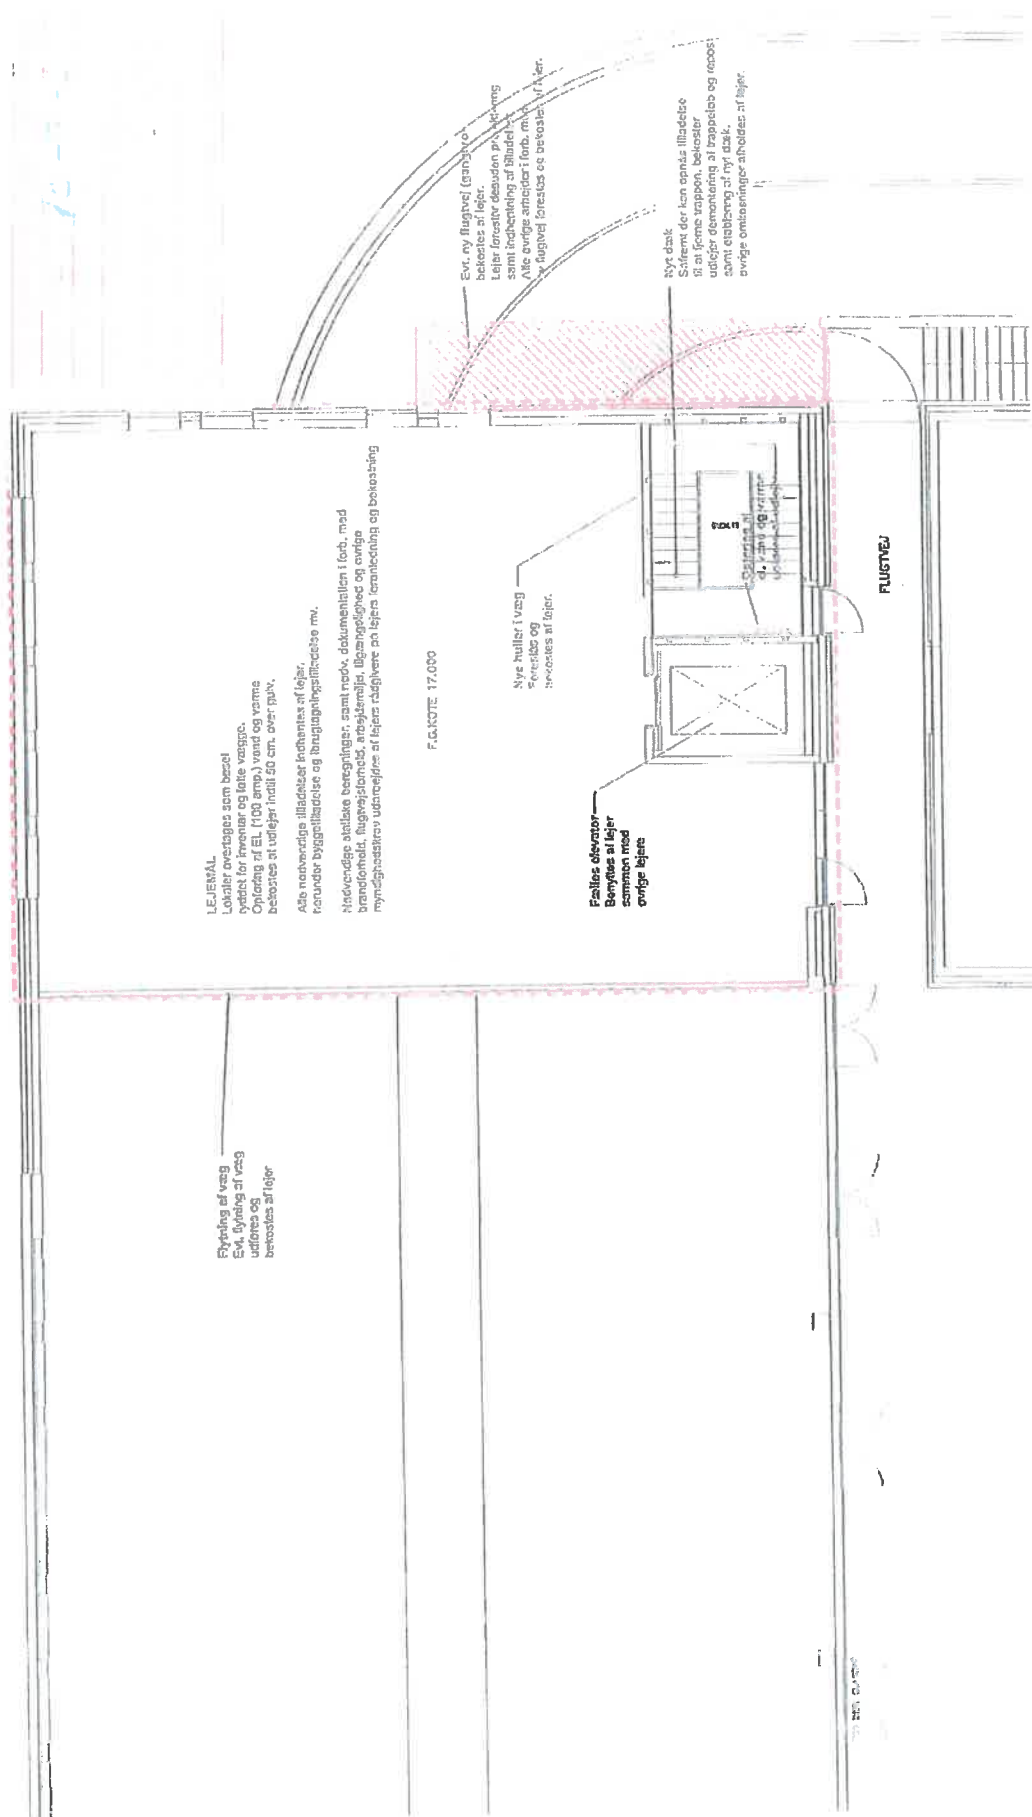 LEJEMÅL
Lokaler overtages som beset
ryddet for inventar og lette vægge.
Opføring af EL (100 amp.) vand og varme
bekostes af udlejer indtil 50 cm. over gulv.
Alle nødvendige tilladelser indhentes af lejer,
herunder byggetilladelse og ibrugtagningstilladelse mv.
Nødvendige statiske beregninger, samt nødv. dokumentation i forb. med
brandforhold, flugtvejsforhold, arbejdsmiljø, tilgængelighed og øvrige
myndighedskrav udarbejdes af lejers rådgivere på lejers foranledning og bekostning
F.G.KOTE 17.000
Evt. ny flugtvej
bekostes af lejer.
Lejer forestår desuden
samt indhentning af
Alle øvrige arbejder i forb. med
flugtvej forestås og bekostes af lejer.
Nyt dæk
Såfremt der kan opnås tilladelse
til at fjerne trappen, bekoster
udlejer demontering af trappeløb og repos
samt etablering af nyt dæk.
øvrige omkosninger afholdes af lejer.
Nye huller i væg
Forestås og
bekostes af lejer.
vand og varme
FLUGTVEJ
Fælles elevator
Benyttes af lejer
sammen med
øvrige lejere
Flytning af væg
Evt. flytning af væg
udføres og
bekostes af lejer